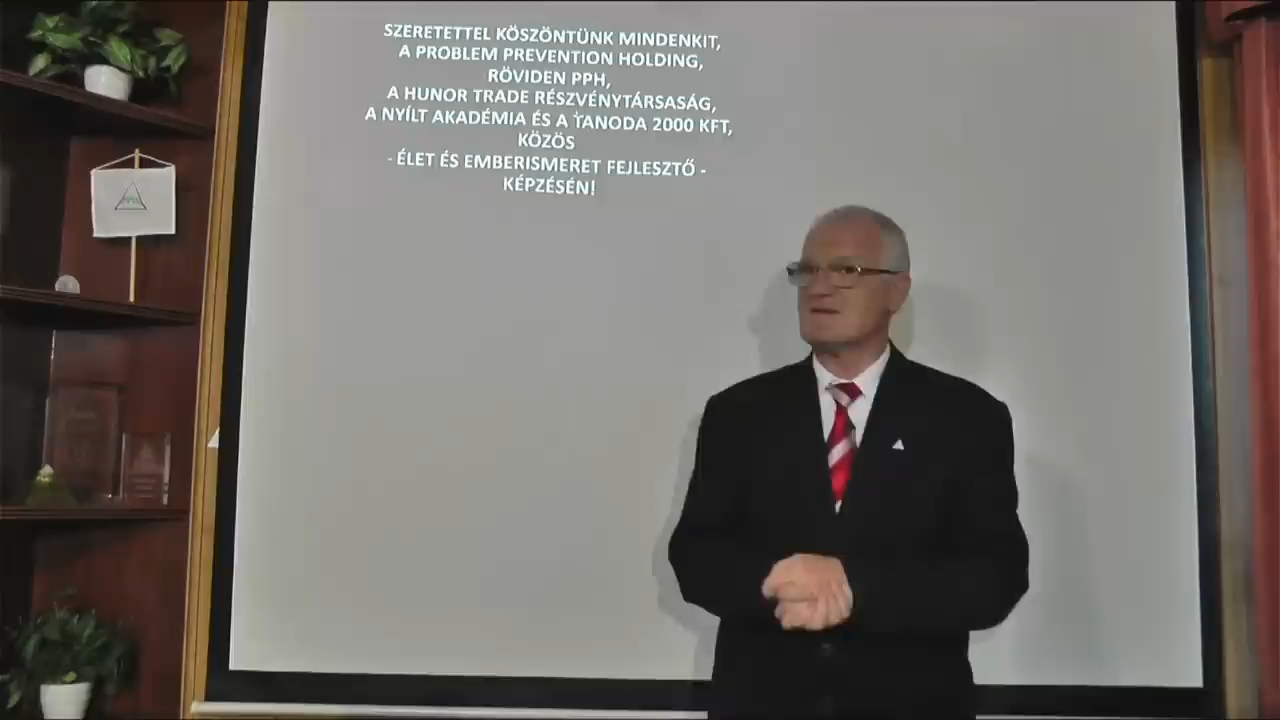 SZERETETTEL KÖSZÖNTÜNK MINDENKIT,
A PROBLEM PREVENTION HOLDING,
RÖVIDEN PPH,
A HUNOR TRADE RÉSZVÉNYTÁRSASÁG,
A NYÍLT AKADÉMIA ÉS A TANODA 2000 KFT,
KÖZÖS
- ÉLET ÉS EMBERISMERET FEJLESZTŐ -
KÉPZÉSÉN!